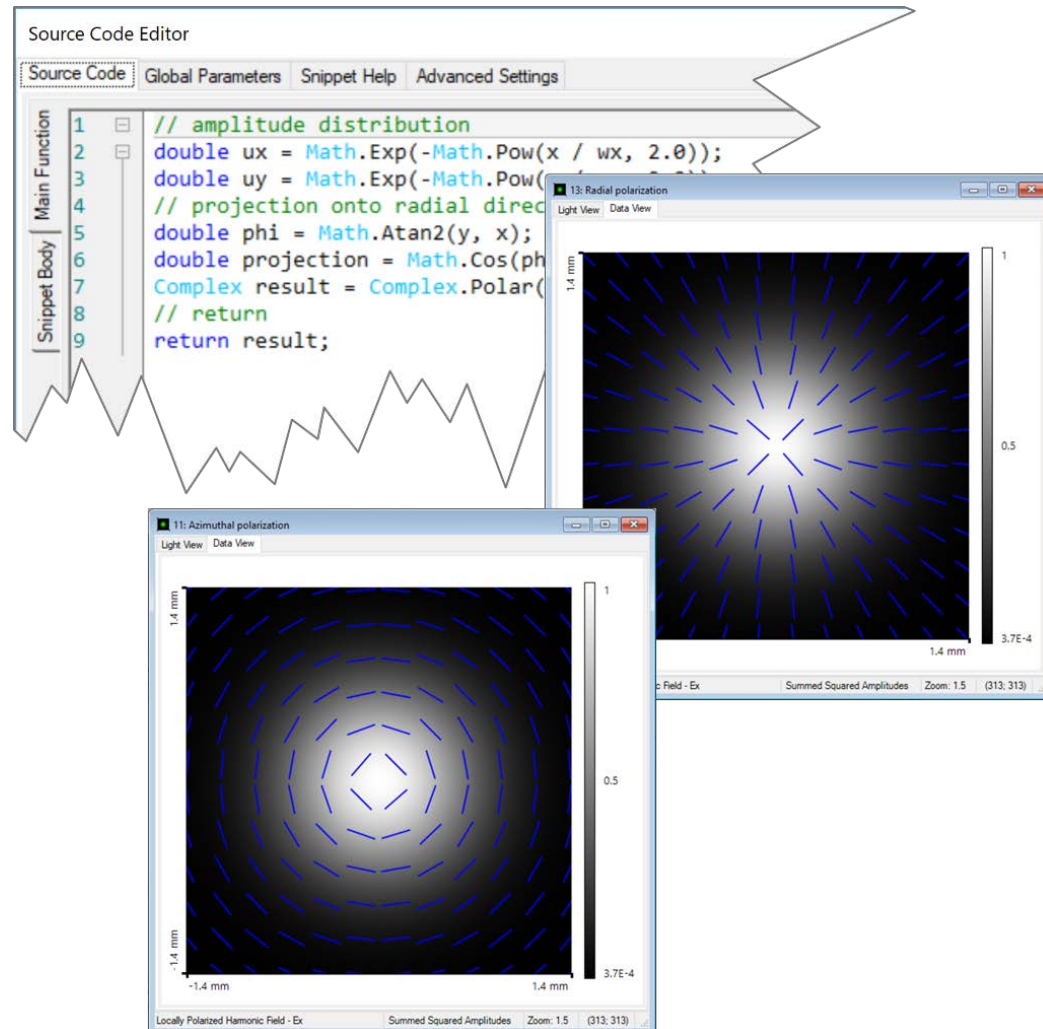 Source Code Editor
Source Code Global Parameters Snippet Help Advanced Settings
Main Function
Snippet Body
1 // amplitude distribution
2 double ux = Math.Exp(-Math.Pow(x / wx, 2.0));
3 double uy = Math.Exp(-Math.Pow(
4 // projection onto radial direc
5 double phi = Math.Atan2(y, x);
6 double projection = Math.Cos(ph
7 Complex result = Complex.Polar(
8 // return
9 return result;
13: Radial polarization
Light View Data View
1.4 mm
1
0.5
3.7E-4
1.4 mm
c Field - Ex Summed Squared Amplitudes Zoom: 1.5 (313; 313)
11: Azimuthal polarization
Light View Data View
1.4 mm
1
0.5
-1.4 mm
3.7E-4
-1.4 mm 1.4 mm
Locally Polarized Harmonic Field - Ex Summed Squared Amplitudes Zoom: 1.5 (313; 313)